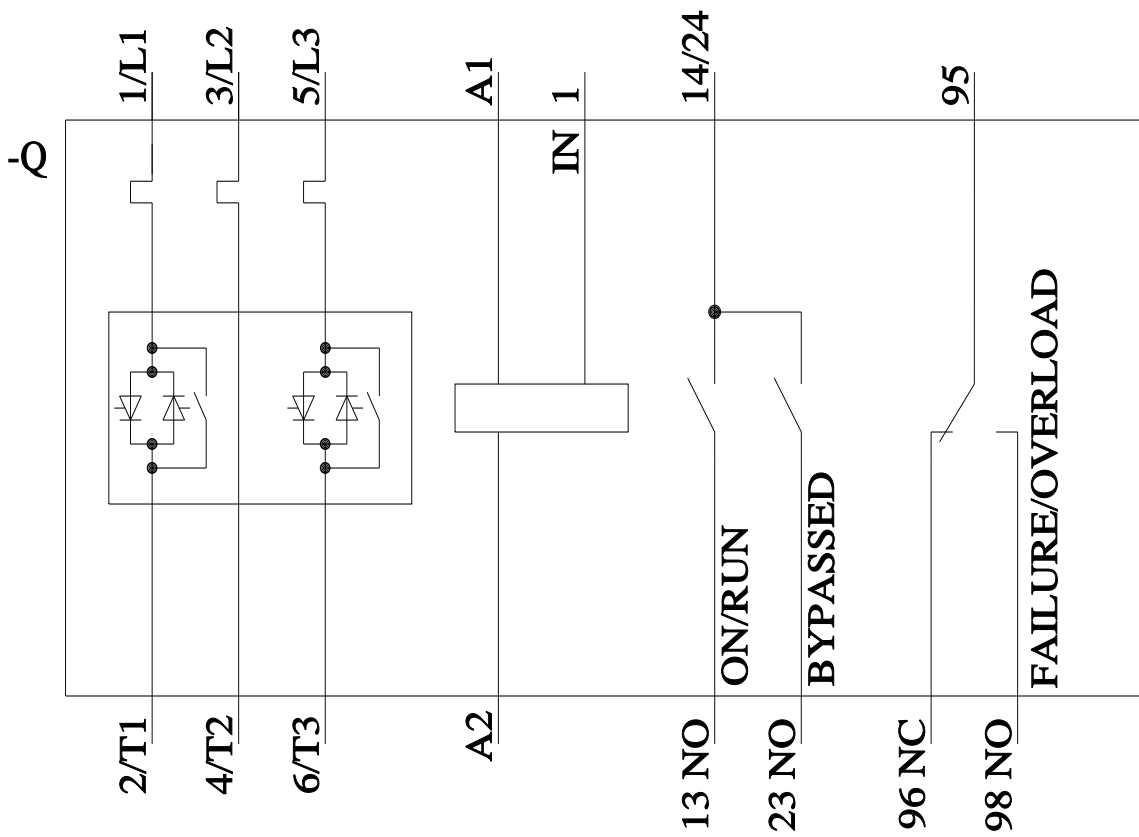 1/L1
3/L2
5/L3
A1
1
14/24
95
-Q
IN
ON/RUN
BYPASSED
FAILURE/OVERLOAD
2/T1
4/T2
6/T3
A2
13 NO
23 NO
96 NC
98 NO